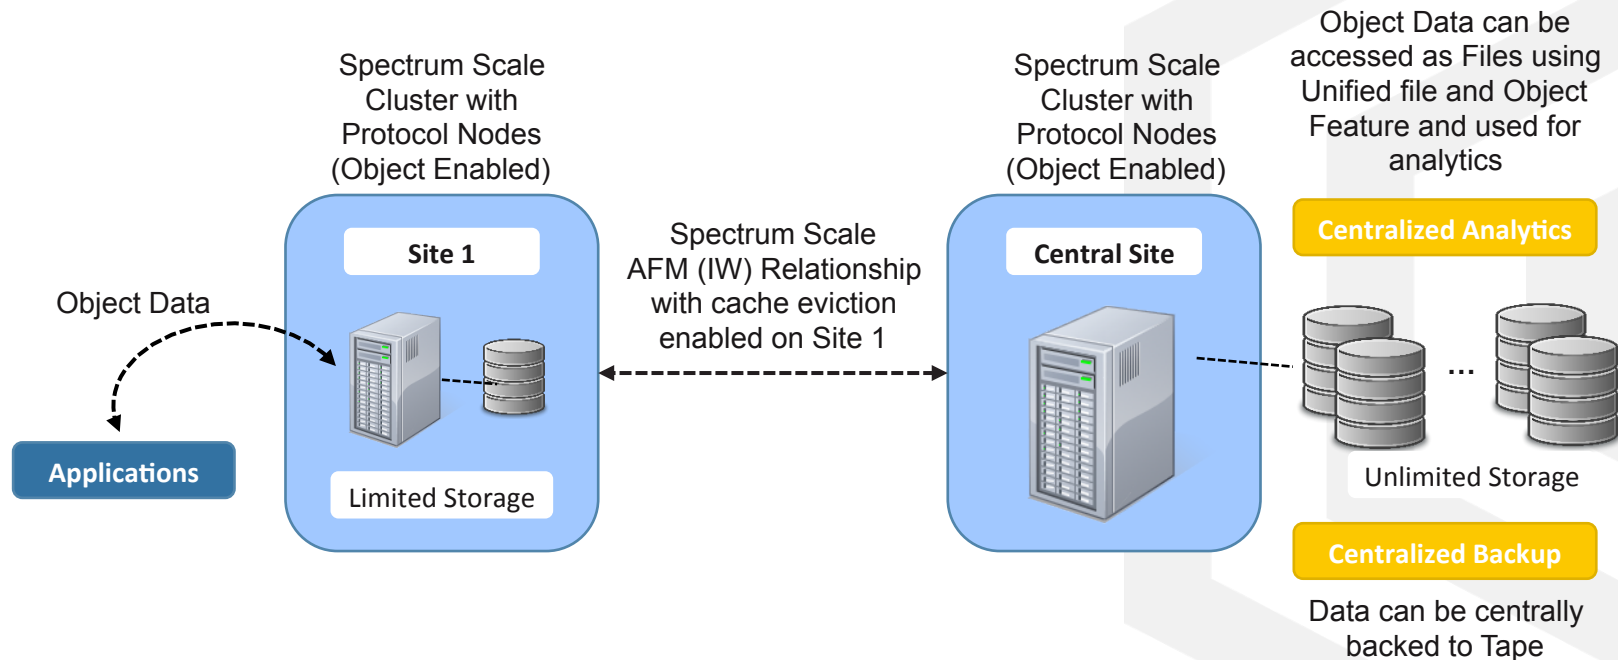 Spectrum Scale
Cluster with
Protocol Nodes
(Object Enabled)
Site 1
Limited Storage
Object Data
Applications
Spectrum Scale
AFM (IW) Relationship
with cache eviction
enabled on Site 1
Spectrum Scale
Cluster with
Protocol Nodes
(Object Enabled)
Central Site
Object Data can be
accessed as Files using
Unified file and Object
Feature and used for
analytics
Centralized Analytics
...
Unlimited Storage
Centralized Backup
Data can be centrally
backed to Tape